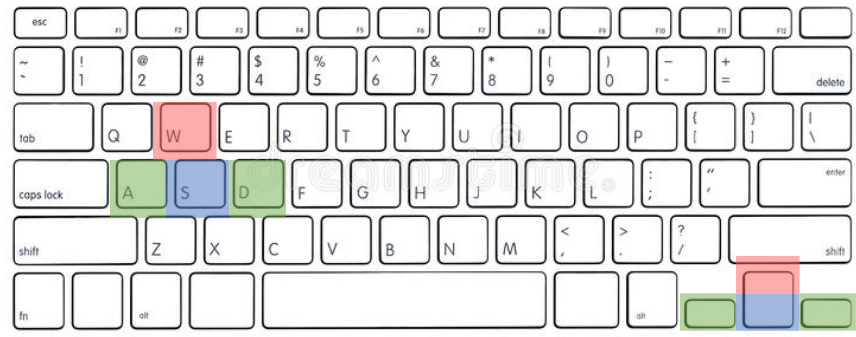 esc F1 F2 F3 F4 F5 F6 F7 F8 F9 F10 F11 F12
~ ! @ # $ % ^ & * ( ) – +
` 1 2 3 4 5 6 7 8 9 0 - = delete
{ } |
tab Q W E R T Y U I O P [ ] \
: “ enter
caps lock A S D F G H J K L ; ,
dreamstime
< > ?
shift Z X C V B N M , . / shift
fn alt alt